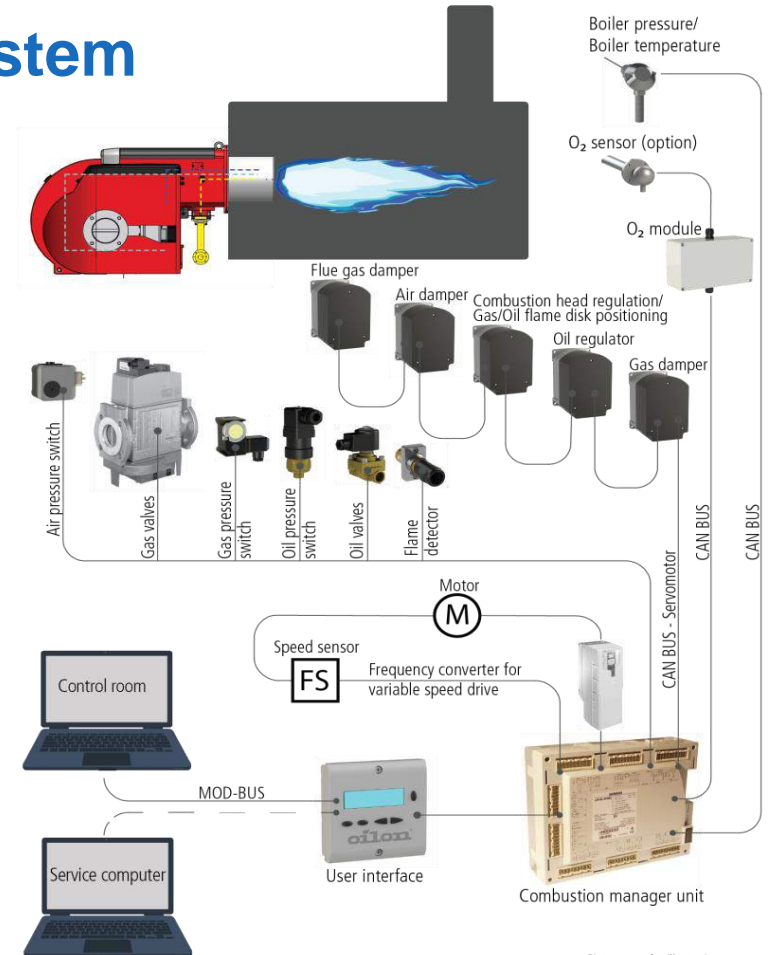 stem
Boiler pressure/
Boiler temperature
O₂ sensor (option)
O₂ module
Flue gas damper
Air damper
Combustion head regulation/
Gas/Oil flame disk positioning
Oil regulator
Gas damper
Air pressure switch
Gas valves
Gas pressure
switch
Oil pressure
switch
Oil valves
Flame
detector
CAN BUS - Servomotor
CAN BUS
CAN BUS
Motor
M
Speed sensor
FS
Frequency converter for
variable speed drive
Control room
MOD-BUS
Service computer
oilon
User interface
Combustion manager unit